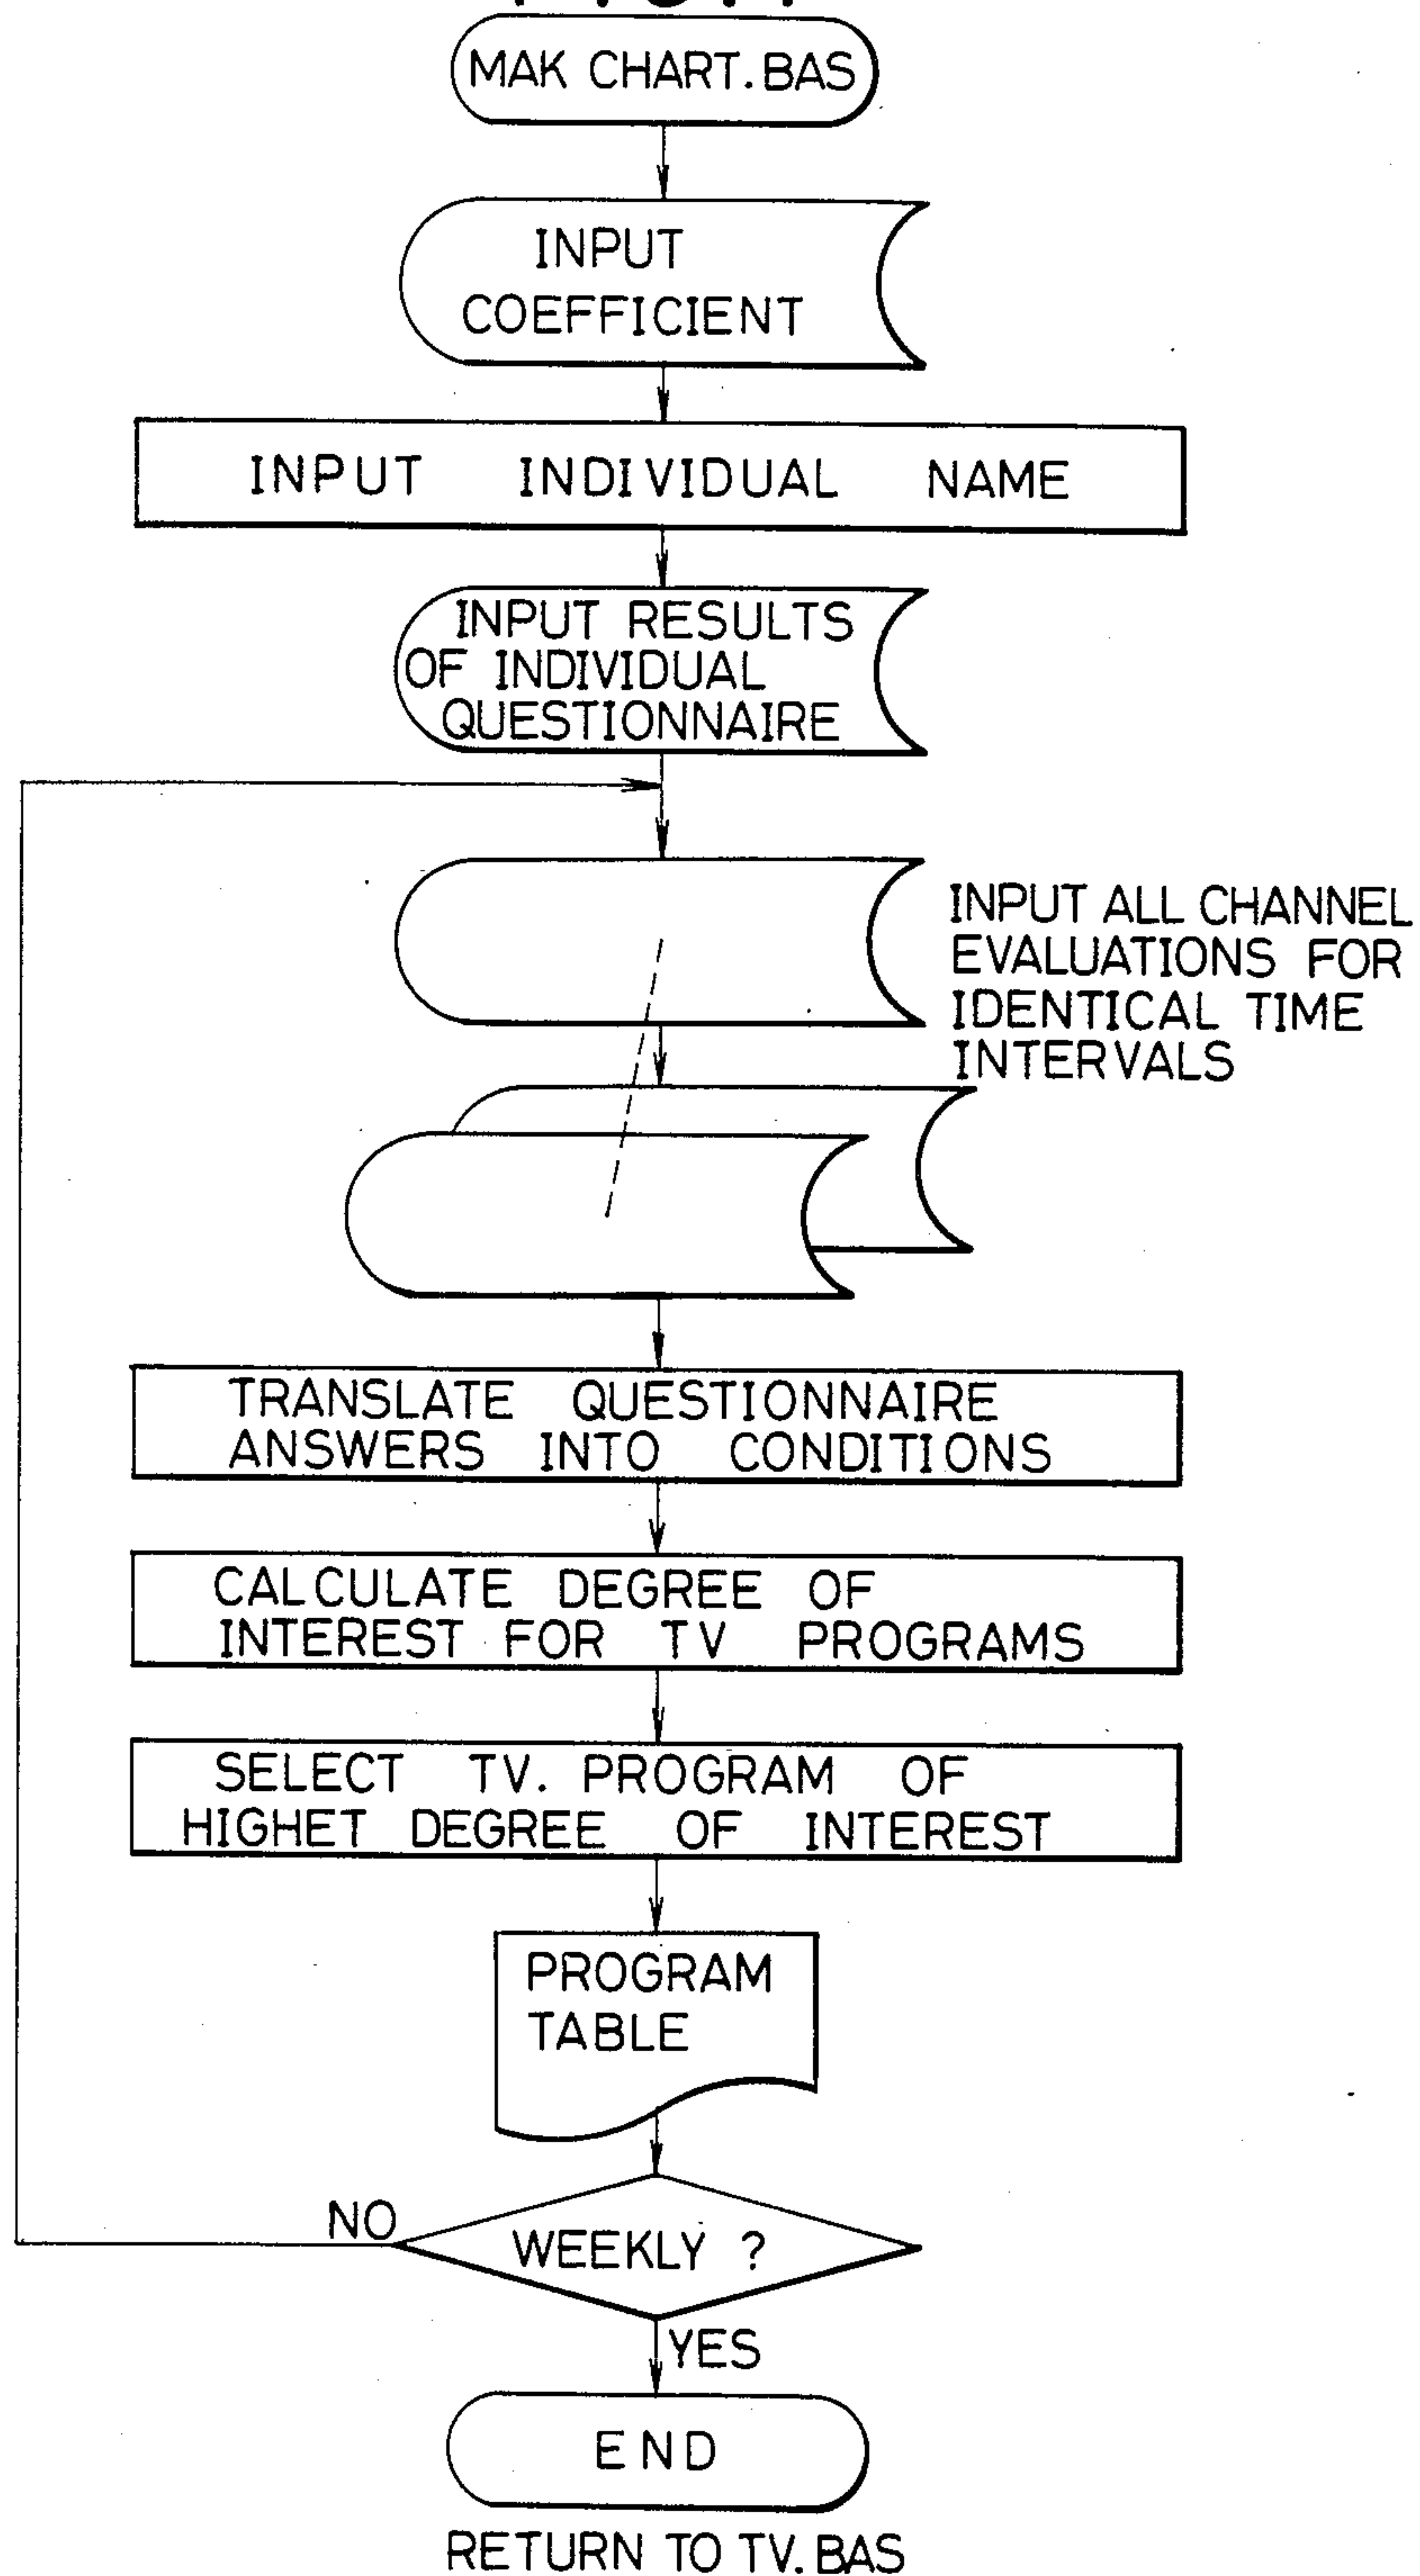 MAK CHART.BAS
INPUT
COEFFICIENT
INPUT INDIVIDUAL NAME
INPUT RESULTS
OF INDIVIDUAL
QUESTIONNAIRE
INPUT ALL CHANNEL
EVALUATIONS FOR
IDENTICAL TIME
INTERVALS
TRANSLATE QUESTIONNAIRE
ANSWERS INTO CONDITIONS
CALCULATE DEGREE OF
INTEREST FOR TV PROGRAMS
SELECT TV. PROGRAM OF
HIGHET DEGREE OF INTEREST
PROGRAM
TABLE
NO
WEEKLY ?
YES
END
RETURN TO TV.BAS